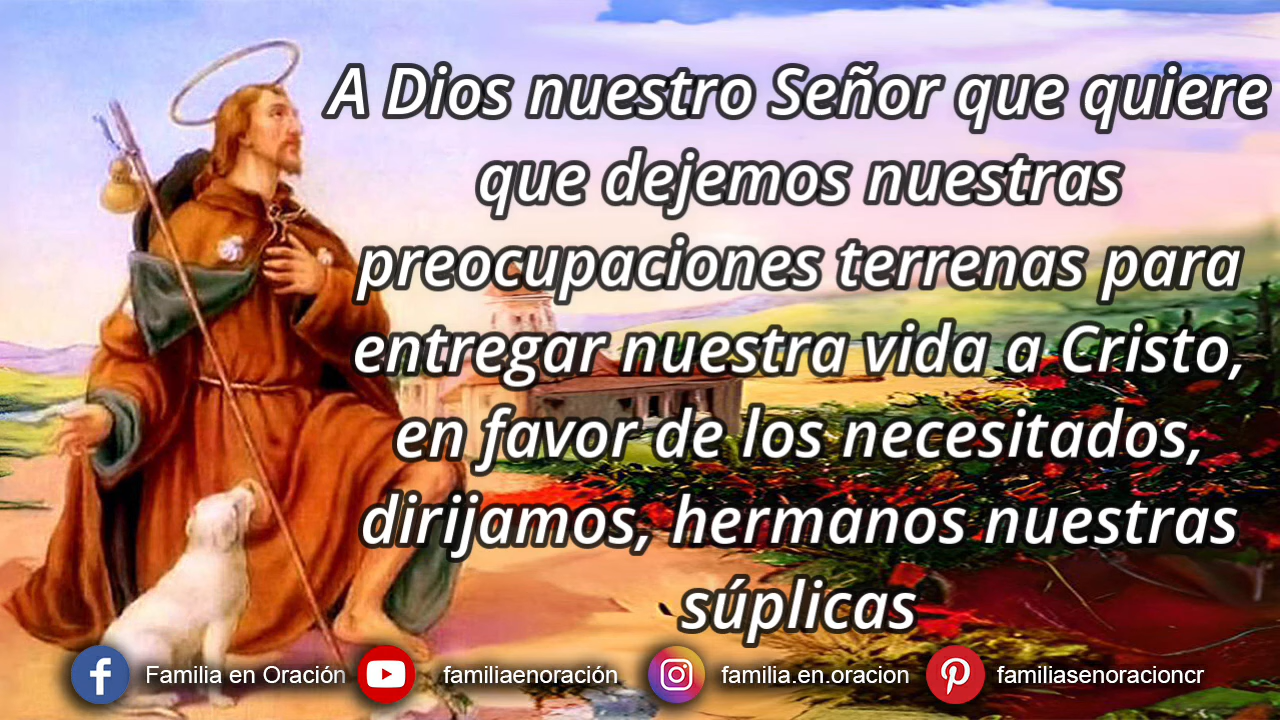 A Dios nuestro Señor que quiere
que dejemos nuestras
preocupaciones terrenas para
entregar nuestra vida a Cristo,
en favor de los necesitados,
dirijamos, hermanos nuestras
súplicas
Familia en Oración familiaenoración familia.en.oracion familiasenoracioncr